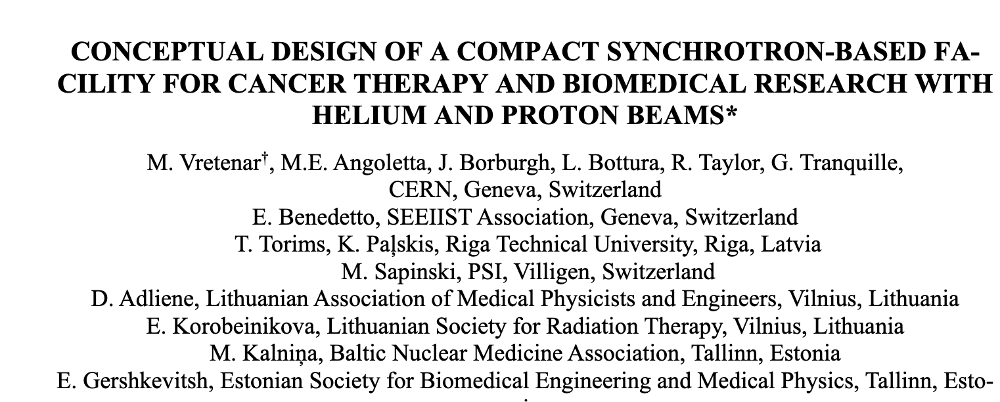 CONCEPTUAL DESIGN OF A COMPACT SYNCHROTRON-BASED FA-
CILITY FOR CANCER THERAPY AND BIOMEDICAL RESEARCH WITH
HELIUM AND PROTON BEAMS*
M. Vretenar†, M.E. Angoletta, J. Borburgh, L. Bottura, R. Taylor, G. Tranquille,
CERN, Geneva, Switzerland
E. Benedetto, SEEIIST Association, Geneva, Switzerland
T. Torims, K. Paļskis, Riga Technical University, Riga, Latvia
M. Sapinski, PSI, Villigen, Switzerland
D. Adliene, Lithuanian Association of Medical Physicists and Engineers, Vilnius, Lithuania
E. Korobeinikova, Lithuanian Society for Radiation Therapy, Vilnius, Lithuania
M. Kalniņa, Baltic Nuclear Medicine Association, Tallinn, Estonia
E. Gershkevitsh, Estonian Society for Biomedical Engineering and Medical Physics, Tallinn, Esto-